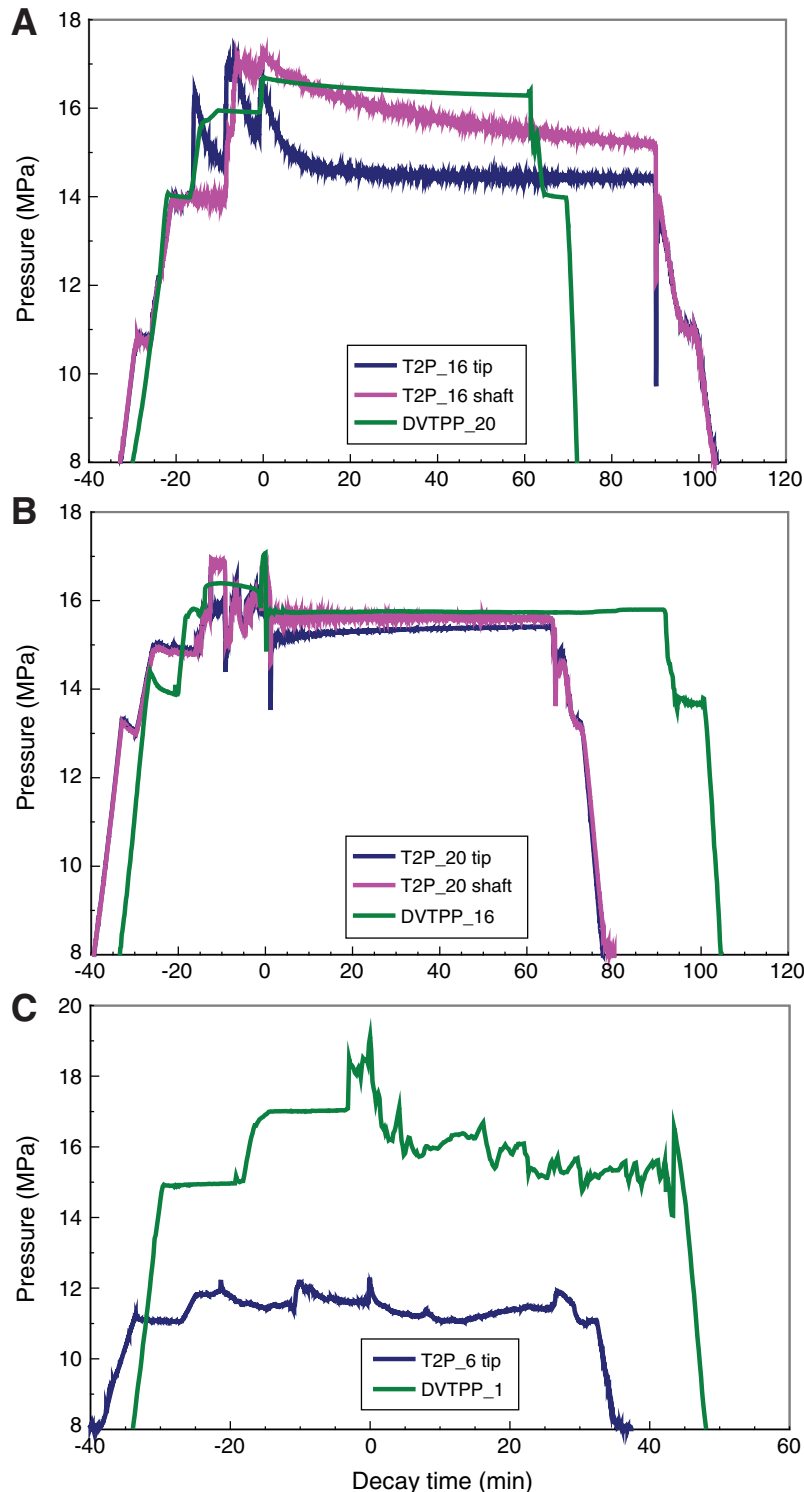 A
18
16
14
12
10
8
Pressure (MPa)
T2P_16 tip
T2P_16 shaft
DVTPP_20
-40 -20 0 20 40 60 80 100 120
B
18
16
14
12
10
8
Pressure (MPa)
T2P_20 tip
T2P_20 shaft
DVTPP_16
-40 -20 0 20 40 60 80 100 120
C
20
18
16
14
12
10
8
Pressure (MPa)
T2P_6 tip
DVTPP_1
-40 -20 0 20 40 60
Decay time (min)